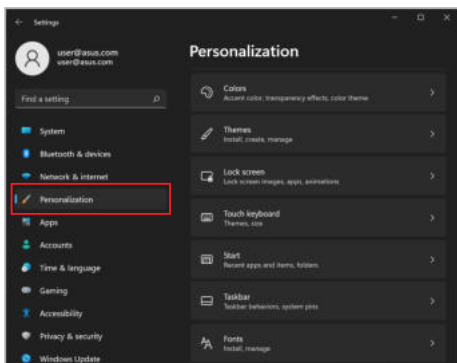 Settings
user@asus.com
user@asus.com
Find a setting
System
Bluetooth & devices
Network & internet
Personalization
Apps
Accounts
Time & language
Gaming
Accessibility
Privacy & security
Windows Update
Personalization
Colors
Accent color, transparency effects, color theme
Themes
Install, create, manage
Lock screen
Lock screen images, apps, animations
Touch keyboard
Themes, size
Start
Recent apps and items, folders
Taskbar
Taskbar behaviors, system pins
Fonts
Install, manage